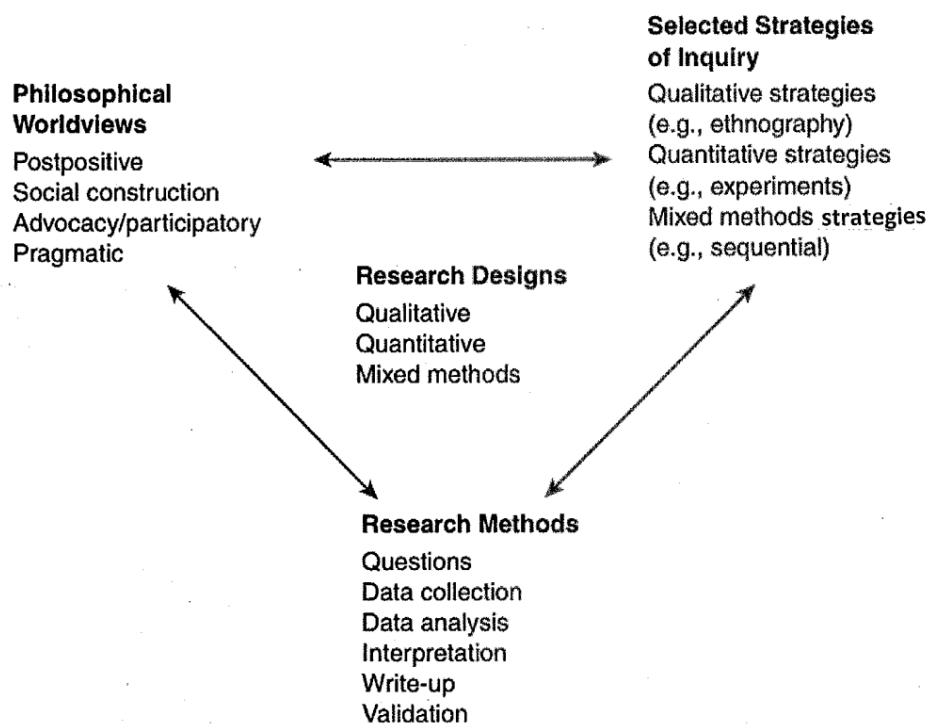 Philosophical
Worldviews
Postpositive
Social construction
Advocacy/participatory
Pragmatic
Selected Strategies
of Inquiry
Qualitative strategies
(e.g., ethnography)
Quantitative strategies
(e.g., experiments)
Mixed methods strategies
(e.g., sequential)
Research Designs
Qualitative
Quantitative
Mixed methods
Research Methods
Questions
Data collection
Data analysis
Interpretation
Write-up
Validation